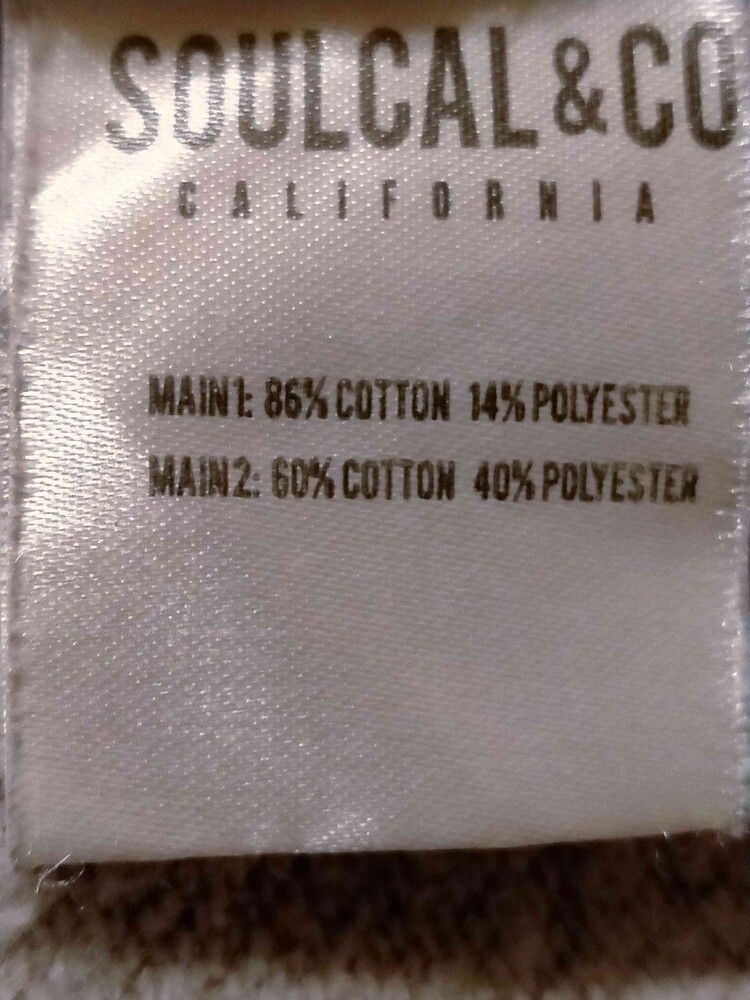 SOULCAL&CO
CALIFORNIA
MAIN1: 86% COTTON 14% POLYESTER
MAIN2: 60% COTTON 40% POLYESTER